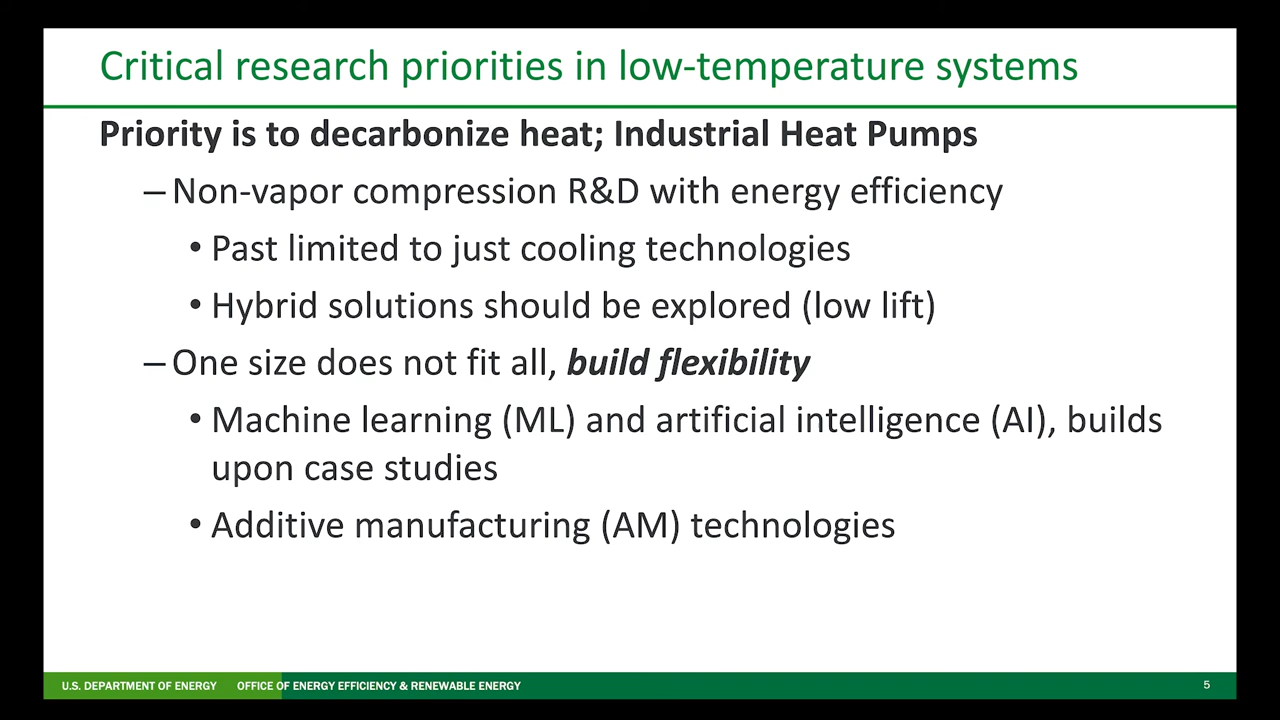 Critical research priorities in low-temperature systems
Priority is to decarbonize heat; Industrial Heat Pumps
– Non-vapor compression R&D with energy efficiency
• Past limited to just cooling technologies
• Hybrid solutions should be explored (low lift)
– One size does not fit all, build flexibility
• Machine learning (ML) and artificial intelligence (AI), builds
upon case studies
• Additive manufacturing (AM) technologies
U.S. DEPARTMENT OF ENERGY OFFICE OF ENERGY EFFICIENCY & RENEWABLE ENERGY 5